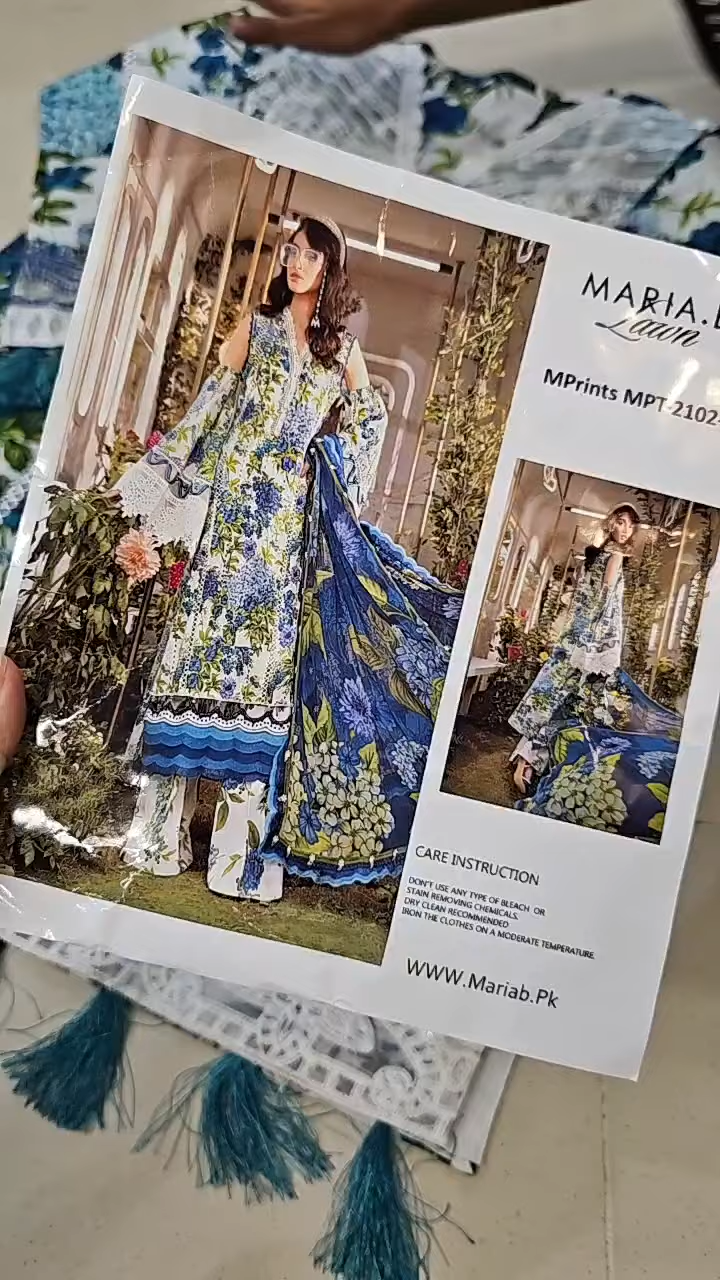 MARIA.
Lawn
MPrints MPT-2102-
CARE INSTRUCTION
DON'T USE ANY TYPE OF BLEACH OR
STAIN REMOVING CHEMICALS.
DRY CLEAN RECOMMENDED
IRON THE CLOTHES ON A MODERATE TEMPERATURE.
WWW.Mariab.Pk